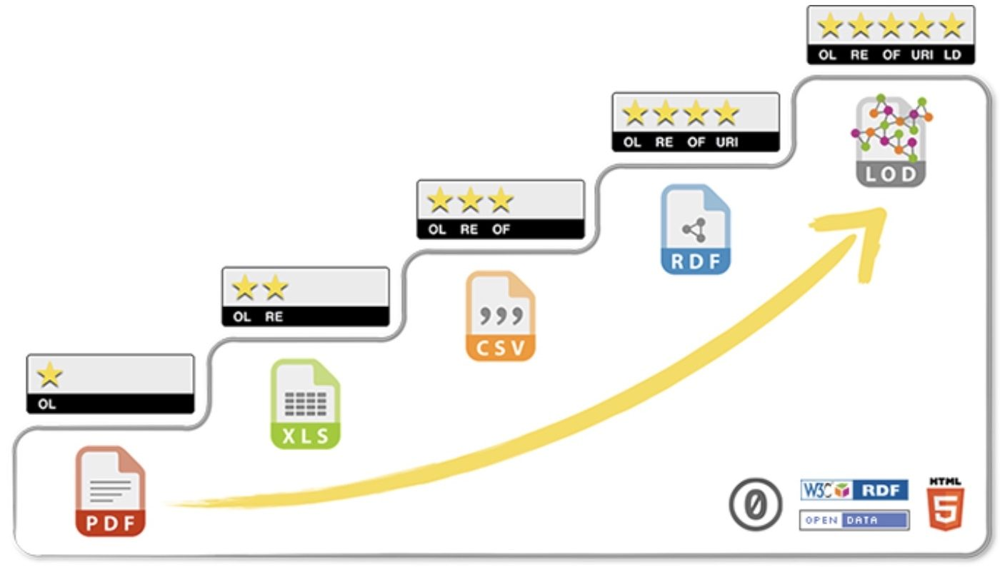 OL RE OF URI LD
LOD
OL RE OF URI
RDF
OL RE OF
,,,
CSV
OL RE
XLS
OL
PDF
0
W3C RDF
OPEN DATA
HTML
5